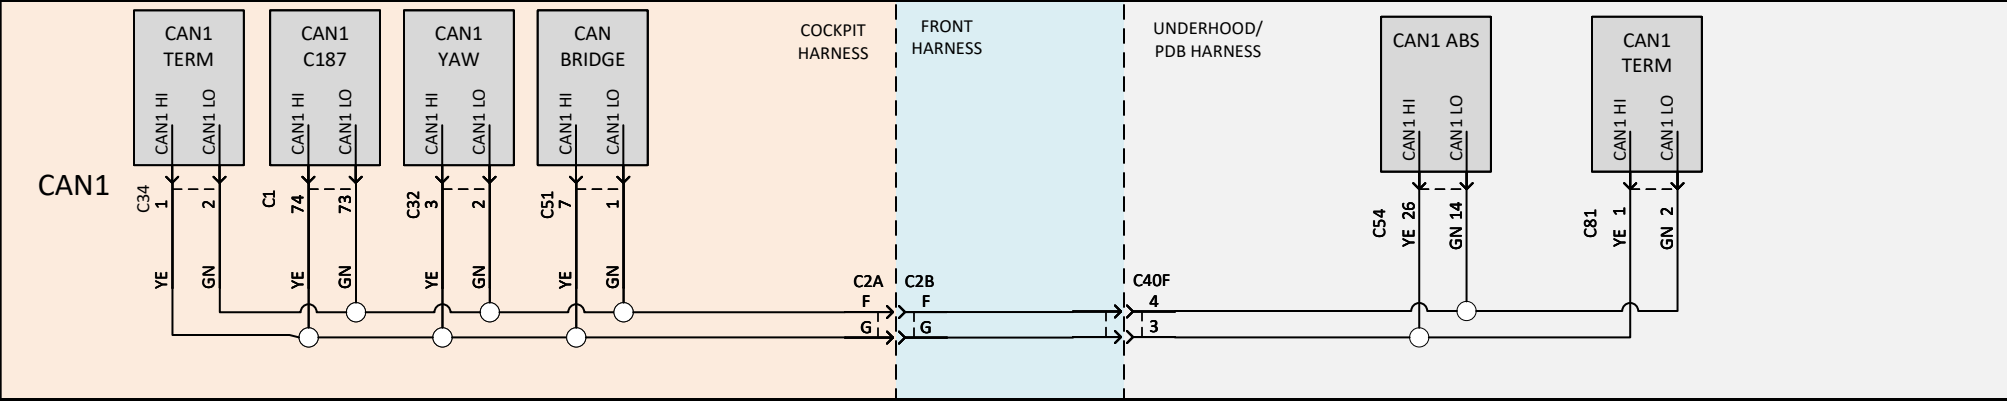 CAN1
CAN1
TERM
CAN1 HI
CAN1 LO
C34
1
2
YE
GN
CAN1
C187
CAN1 HI
CAN1 LO
C1
74
73
YE
GN
CAN1
YAW
CAN1 HI
CAN1 LO
C32
3
2
YE
GN
CAN
BRIDGE
CAN1 HI
CAN1 LO
C51
7
1
YE
GN
COCKPIT
HARNESS
C2A
F
G
FRONT
HARNESS
C2B
F
G
UNDERHOOD/
PDB HARNESS
C40F
4
3
CAN1 ABS
CAN1 HI
CAN1 LO
C54
YE 26
GN 14
CAN1
TERM
CAN1 HI
CAN1 LO
C81
YE 1
GN 2